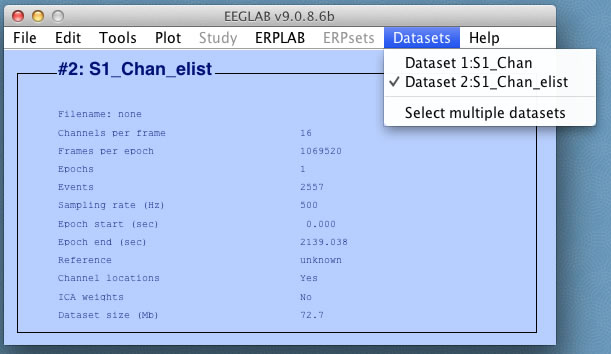 EEGLAB v9.0.8.6b
File Edit Tools Plot Study ERPLAB ERPsets Datasets Help
Dataset 1:S1_Chan
✓ Dataset 2:S1_Chan_elist
Select multiple datasets
#2: S1_Chan_elist
Filename: none
Channels per frame 16
Frames per epoch 1069520
Epochs 1
Events 2557
Sampling rate (Hz) 500
Epoch start (sec) 0.000
Epoch end (sec) 2139.038
Reference unknown
Channel locations Yes
ICA weights No
Dataset size (Mb) 72.7